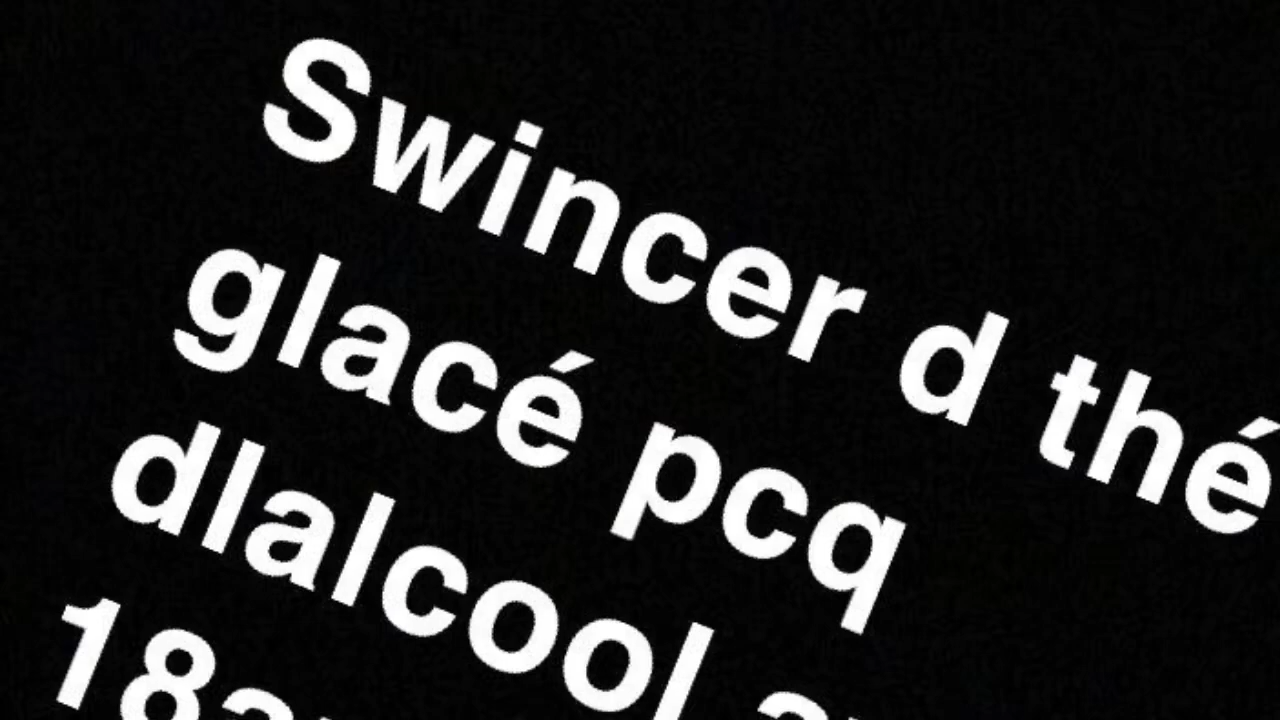 Swincer d thé
glacé pcq
dlalcool